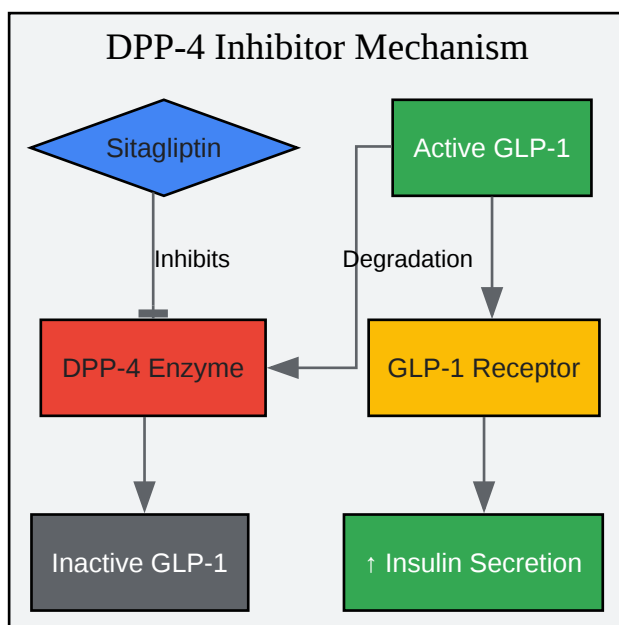 DPP-4 Inhibitor Mechanism
Sitagliptin
Active GLP-1
Inhibits
Degradation
DPP-4 Enzyme
GLP-1 Receptor
Inactive GLP-1
↑ Insulin Secretion